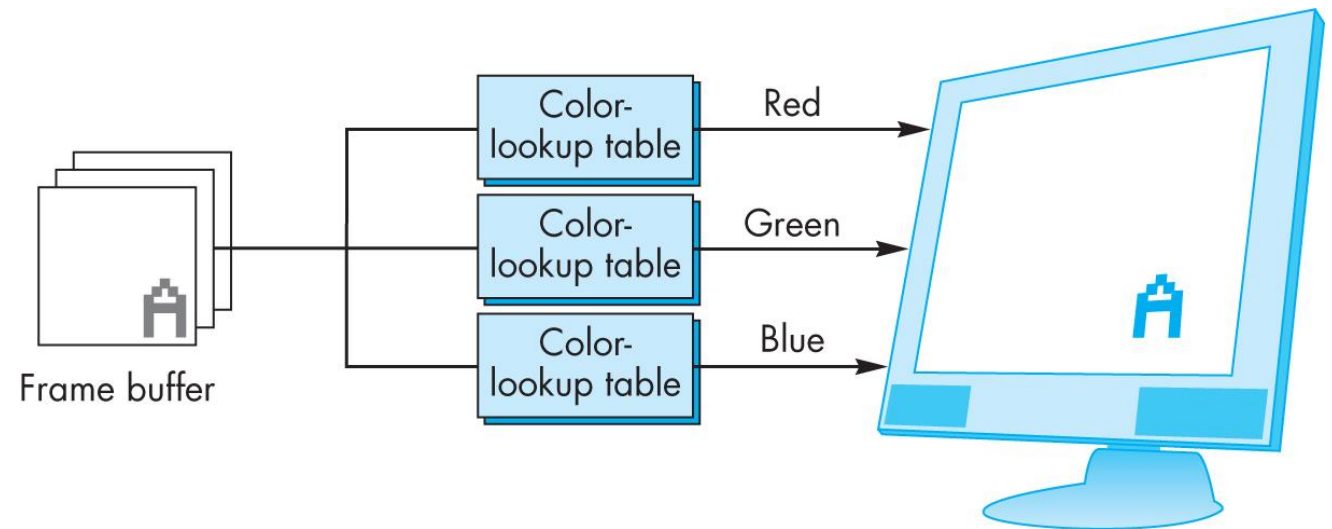 Color-
lookup table
Red
Color-
lookup table
Green
Color-
lookup table
Blue
Frame buffer
A
A